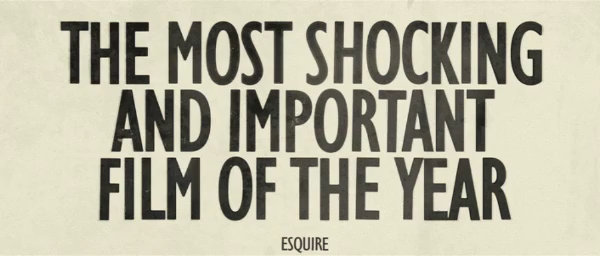 THE MOST SHOCKING
AND IMPORTANT
FILM OF THE YEAR
ESQUIRE